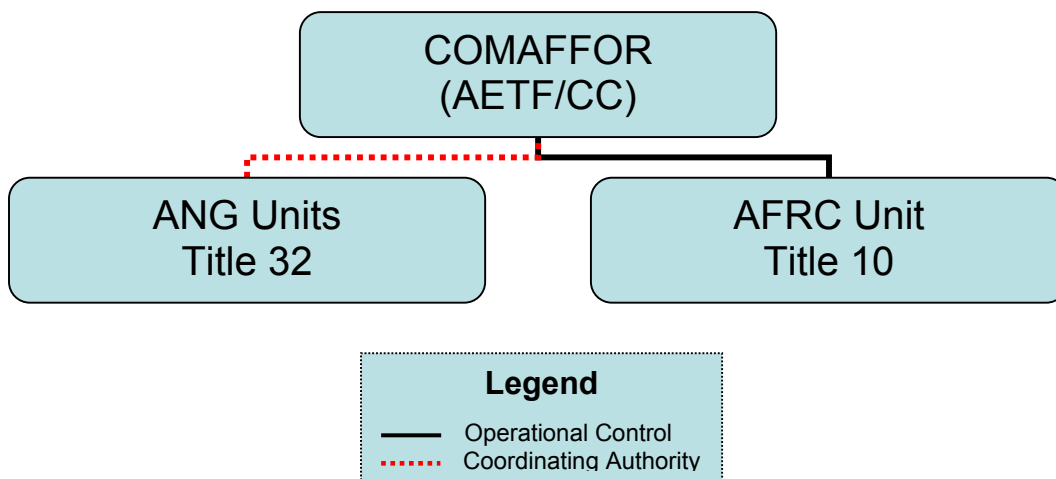 COMAFFOR
(AETF/CC)
ANG Units
Title 32
AFRC Unit
Title 10
Legend
Operational Control
Coordinating Authority